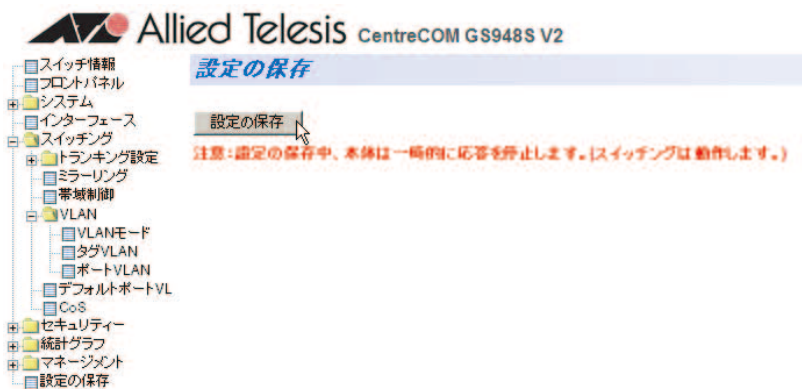 Allied Telesis CentreCOM GS948S V2
スイッチ情報
フロントパネル
システム
インターフェース
スイッチング
トランキング設定
ミラーリング
帯域制御
VLAN
VLANモード
タグVLAN
ポートVLAN
デフォルトポートVL
CoS
セキュリティー
統計グラフ
マネージメント
設定の保存
設定の保存
設定の保存
注意：設定の保存中、本体は一時的に応答を停止します。(スイッチングは動作します。)